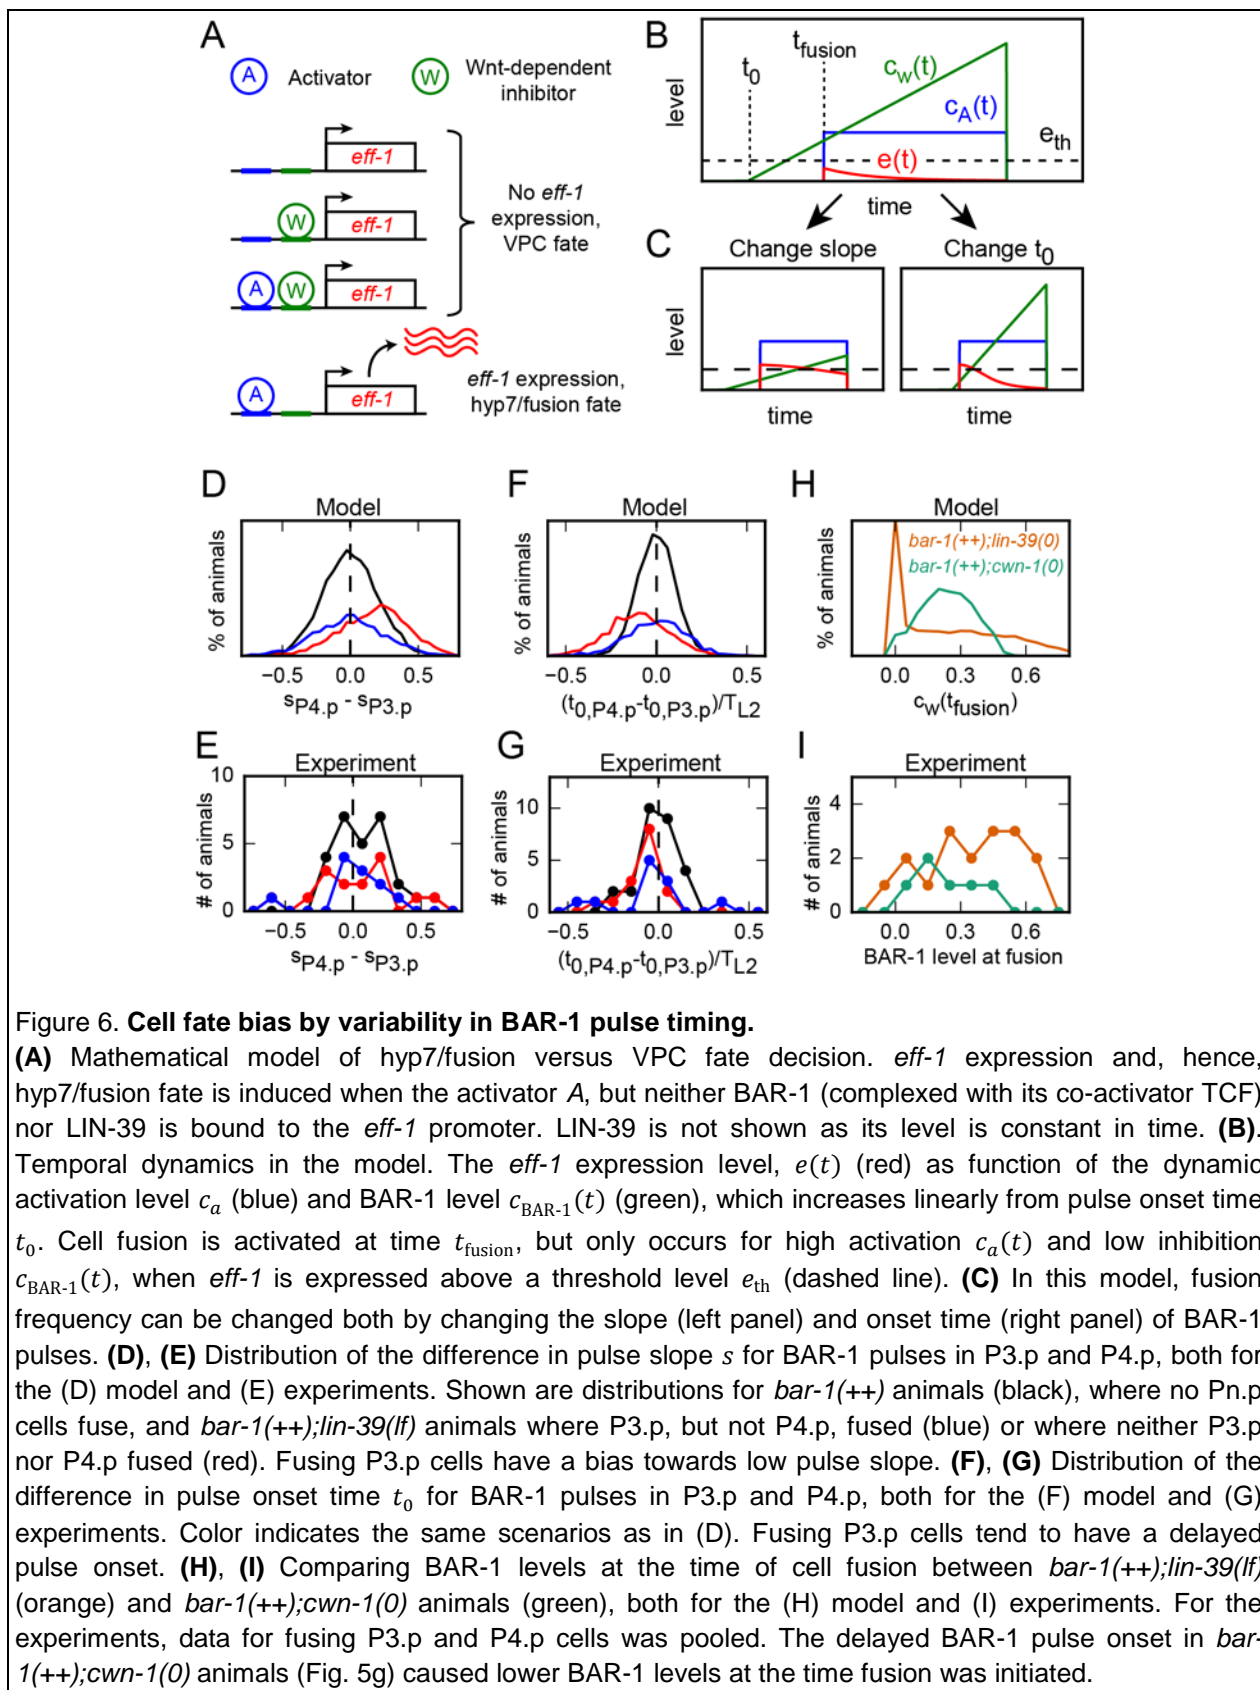 A
A Activator
W Wnt-dependent
inhibitor
eff-1
W
eff-1
A W
eff-1
A
eff-1
No eff-1
expression,
VPC fate
eff-1 expression,
hyp7/fusion fate
B
level
t0
tfusion
cW(t)
cA(t)
eth
e(t)
time
C
Change slope
Change t0
level
time
time
D
Model
% of animals
−0.5 0.0 0.5
sP4.p - sP3.p
F
Model
% of animals
−0.5 0.0 0.5
(t0,P4.p-t0,P3.p)/TL2
H
Model
bar-1(++);lin-39(0)
bar-1(++);cwn-1(0)
% of animals
0.0 0.3 0.6
cW(tfusion)
E
Experiment
# of animals
10
5
0
−0.5 0.0 0.5
sP4.p - sP3.p
G
Experiment
# of animals
10
5
0
−0.5 0.0 0.5
(t0,P4.p-t0,P3.p)/TL2
I
Experiment
# of animals
4
2
0
0.0 0.3 0.6
BAR-1 level at fusion
Figure 6. Cell fate bias by variability in BAR-1 pulse timing.
(A) Mathematical model of hyp7/fusion versus VPC fate decision. eff-1 expression and, hence,
hyp7/fusion fate is induced when the activator A, but neither BAR-1 (complexed with its co-activator TCF)
nor LIN-39 is bound to the eff-1 promoter. LIN-39 is not shown as its level is constant in time. (B).
Temporal dynamics in the model. The eff-1 expression level, e(t) (red) as function of the dynamic
activation level ca (blue) and BAR-1 level cBAR-1(t) (green), which increases linearly from pulse onset time
t0. Cell fusion is activated at time tfusion, but only occurs for high activation ca(t) and low inhibition
cBAR-1(t), when eff-1 is expressed above a threshold level eth (dashed line). (C) In this model, fusion
frequency can be changed both by changing the slope (left panel) and onset time (right panel) of BAR-1
pulses. (D), (E) Distribution of the difference in pulse slope s for BAR-1 pulses in P3.p and P4.p, both for
the (D) model and (E) experiments. Shown are distributions for bar-1(++) animals (black), where no Pn.p
cells fuse, and bar-1(++);lin-39(lf) animals where P3.p, but not P4.p, fused (blue) or where neither P3.p
nor P4.p fused (red). Fusing P3.p cells have a bias towards low pulse slope. (F), (G) Distribution of the
difference in pulse onset time t0 for BAR-1 pulses in P3.p and P4.p, both for the (F) model and (G)
experiments. Color indicates the same scenarios as in (D). Fusing P3.p cells tend to have a delayed
pulse onset. (H), (I) Comparing BAR-1 levels at the time of cell fusion between bar-1(++);lin-39(lf)
(orange) and bar-1(++);cwn-1(0) animals (green), both for the (H) model and (I) experiments. For the
experiments, data for fusing P3.p and P4.p cells was pooled. The delayed BAR-1 pulse onset in bar-
1(++);cwn-1(0) animals (Fig. 5g) caused lower BAR-1 levels at the time fusion was initiated.